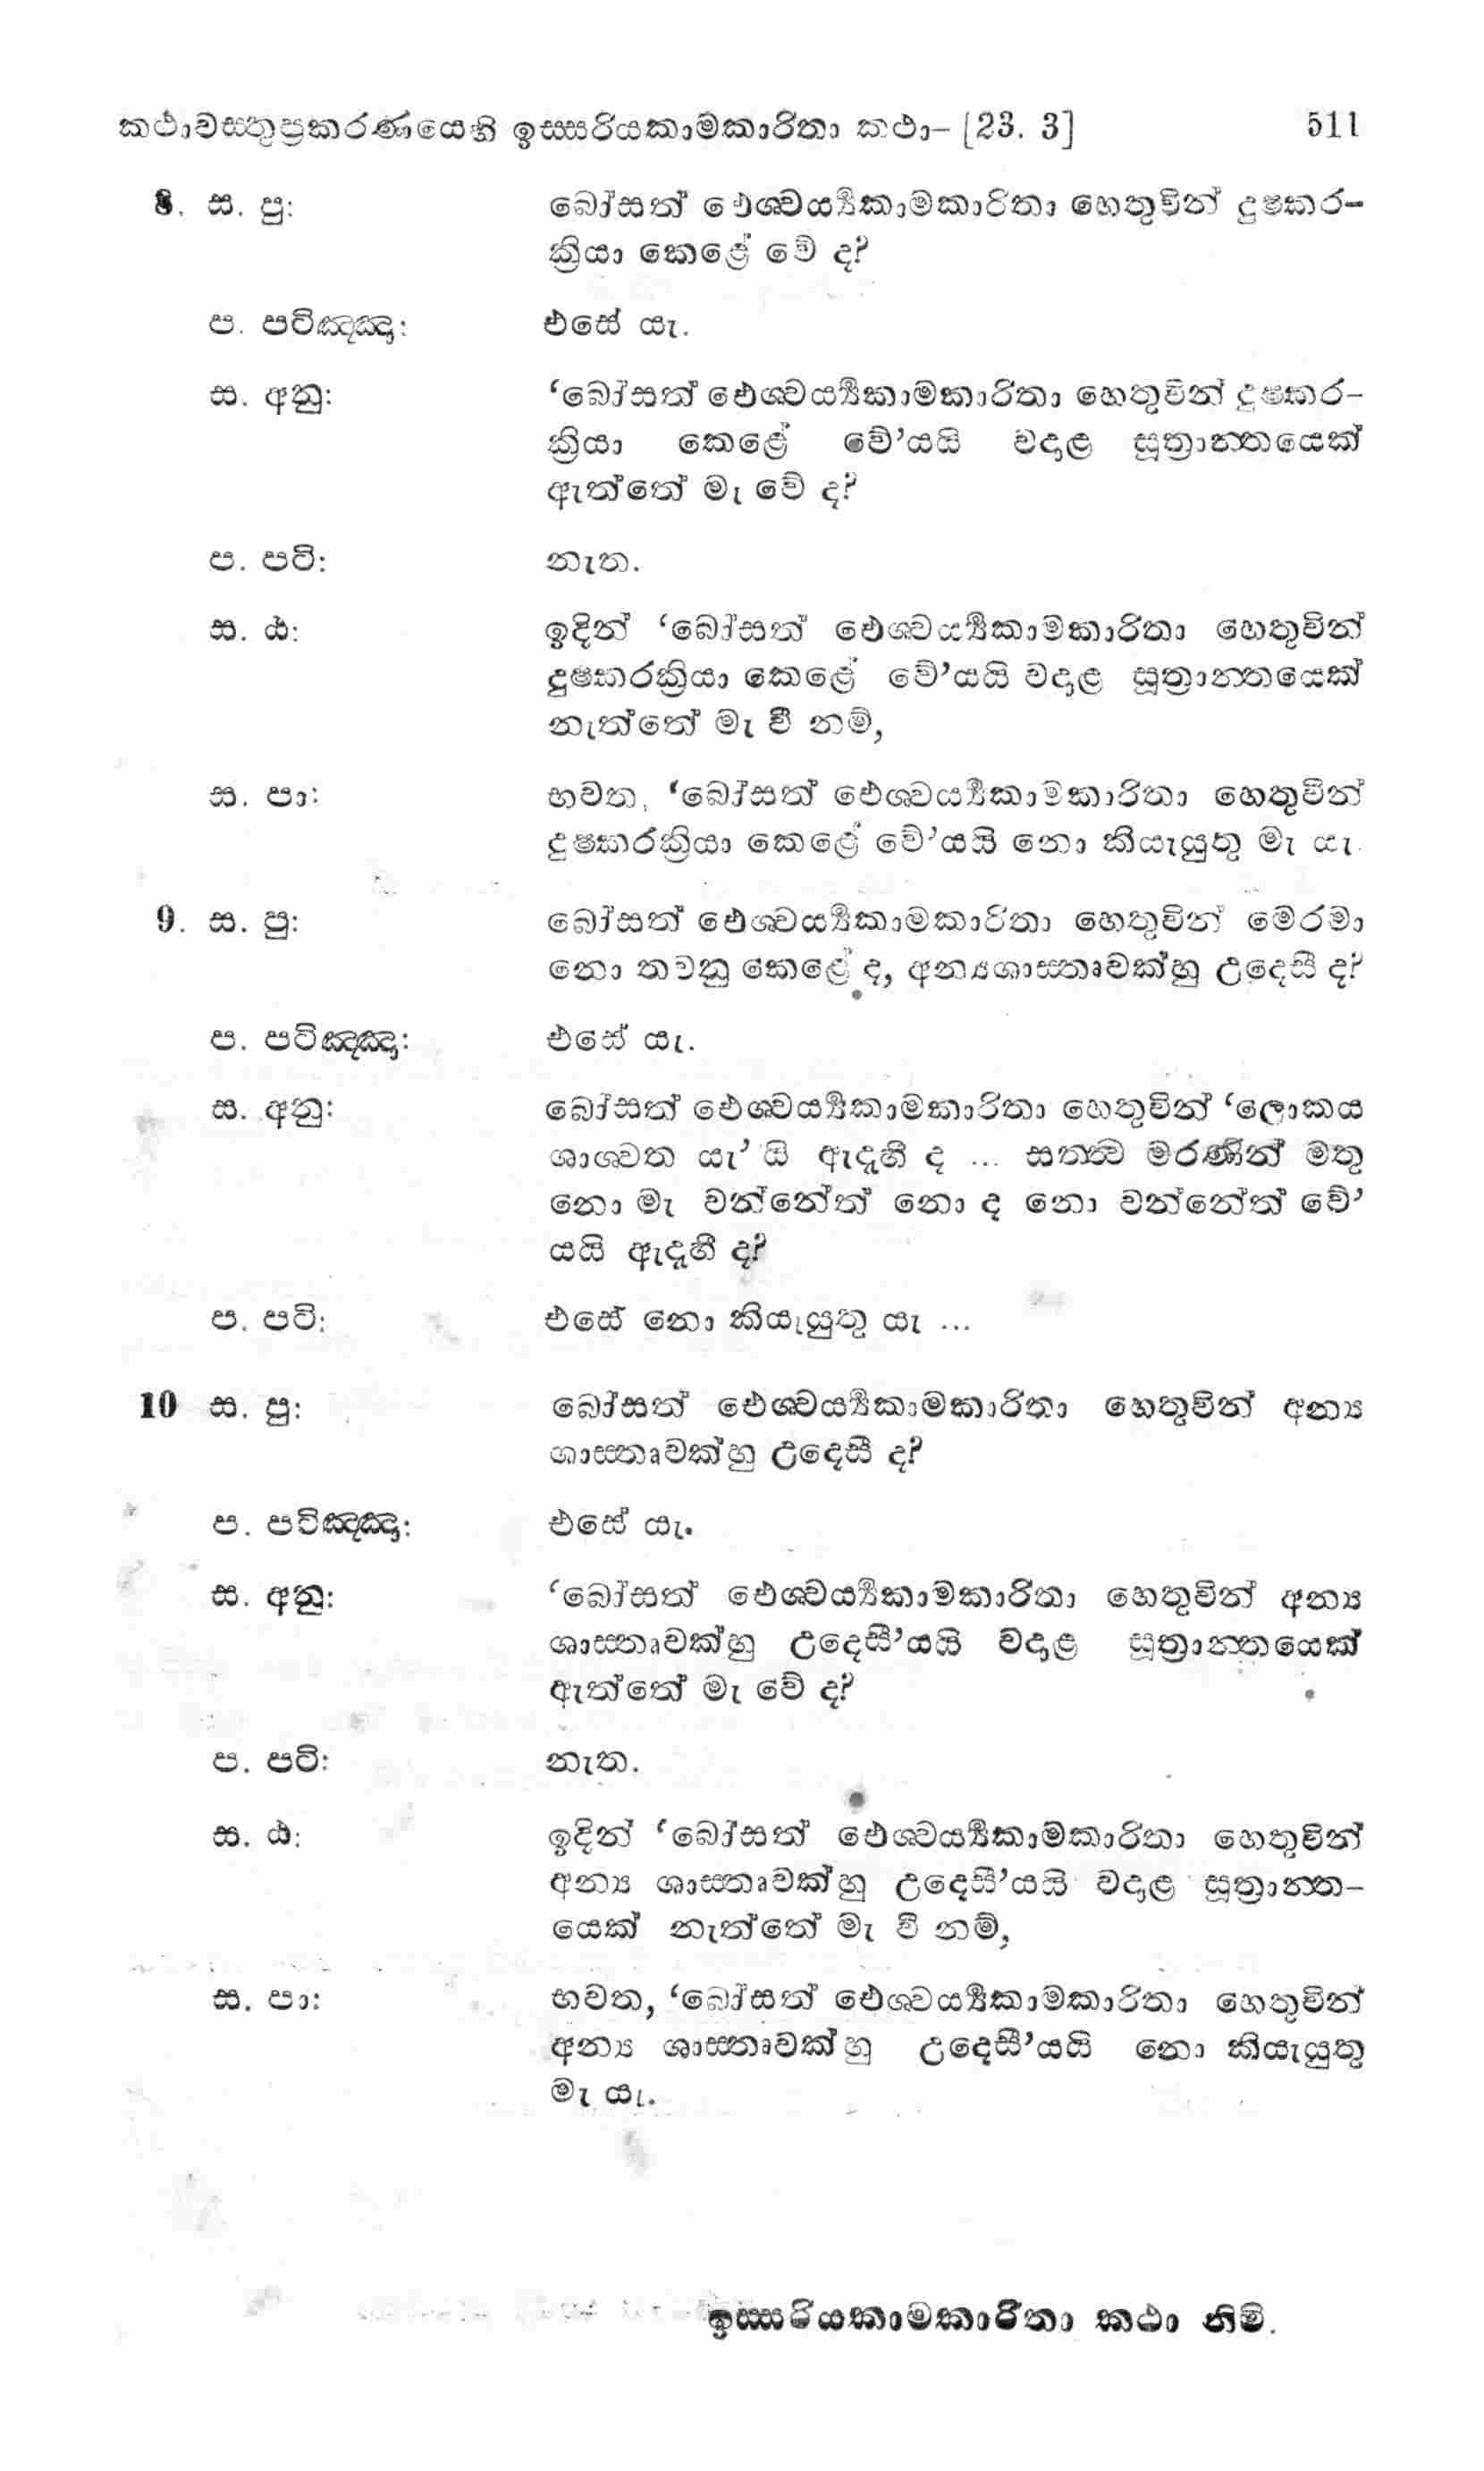 කථාවස්තුප්‍රකරණයෙහි ඉස්සරියකාමකාරිතා කථා– [23. 3] 511
8. ස. පු: බෝසත් ඓශ්වර්‍ය්‍යකාමකාරිතා හෙතුවින් දුෂ්කර–
ක්‍රියා කෙළේ වේ ද?
ප. පටිඤ්ඤා: එසේ යැ.
ස. අනු: ‘බෝසත් ඓශ්වර්‍ය්‍යකාමකාරිතා හෙතුවින් දුෂ්කර–
ක්‍රියා කෙළේ වේ’යයි වදාළ සූත්‍රාන්තයෙක්
ඇත්තේ මැ වේ ද?
ප. පටි: නැත.
ස. ඨ: ඉදින් ‘බෝසත් ඓශ්වර්‍ය්‍යකාමකාරිතා හෙතුවින්
දුෂ්කරක්‍රියා කෙළේ වේ’යයි වදාළ සූත්‍රාන්තයෙක්
නැත්තේ මැ වී නම්,
ස. පා: භවත, ‘බෝසත් ඓශ්වර්‍ය්‍යකාමකාරිතා හෙතුවින්
දුෂ්කරක්‍රියා කෙළේ වේ’යයි නො කියැයුතු මැ යැ.
9. ස. පු: බෝසත් ඓශ්වර්‍ය්‍යකාමකාරිතා හෙතුවින් මෙරමා
නො තවනු කෙළේ ද, අන්‍යශාස්තෘවක්හු උදෙසී ද?
ප. පටිඤ්ඤා: එසේ යැ.
ස. අනු: බෝසත් ඓශ්වර්‍ය්‍යකාමකාරිතා හෙතුවින් ‘ලොකය
ශාශ්වත යැ’ යි ඇදැහී ද ... සත්ත්ව මරණින් මතු
නො මැ වන්නේත් නො ද නො වන්නේත් වේ’
යයි ඇදැහී ද?
ප. පටි: එසේ නො කියැයුතු යැ ...
10 ස. පු: බෝසත් ඓශ්වර්‍ය්‍යකාමකාරිතා හෙතුවින් අන්‍ය
ශාස්තෘවක්හු උදෙසී ද?
ප. පටිඤ්ඤා: එසේ යැ.
ස. අනු: ‘බෝසත් ඓශ්වර්‍ය්‍යකාමකාරිතා හෙතුවින් අන්‍ය
ශාස්තෘවක්හු උදෙසී’යයි වදාළ සූත්‍රාන්තයෙක්
ඇත්තේ මැ වේ ද?
ප. පටි: නැත.
ස. ඨ: ඉදින් ‘බෝසත් ඓශ්වර්‍ය්‍යකාමකාරිතා හෙතුවින්
අන්‍ය ශාස්තෘවක්හු උදෙසී’යයි වදාළ සූත්‍රාන්ත–
යෙක් නැත්තේ මැ වී නම්,
ස. පා: භවත, ‘බෝසත් ඓශ්වර්‍ය්‍යකාමකාරිතා හෙතුවින්
අන්‍ය ශාස්තෘවක්හු උදෙසී’යයි නො කියැයුතු
මැ යැ.
ඉස්සරියකාමකාරිතා කථා නිමි.